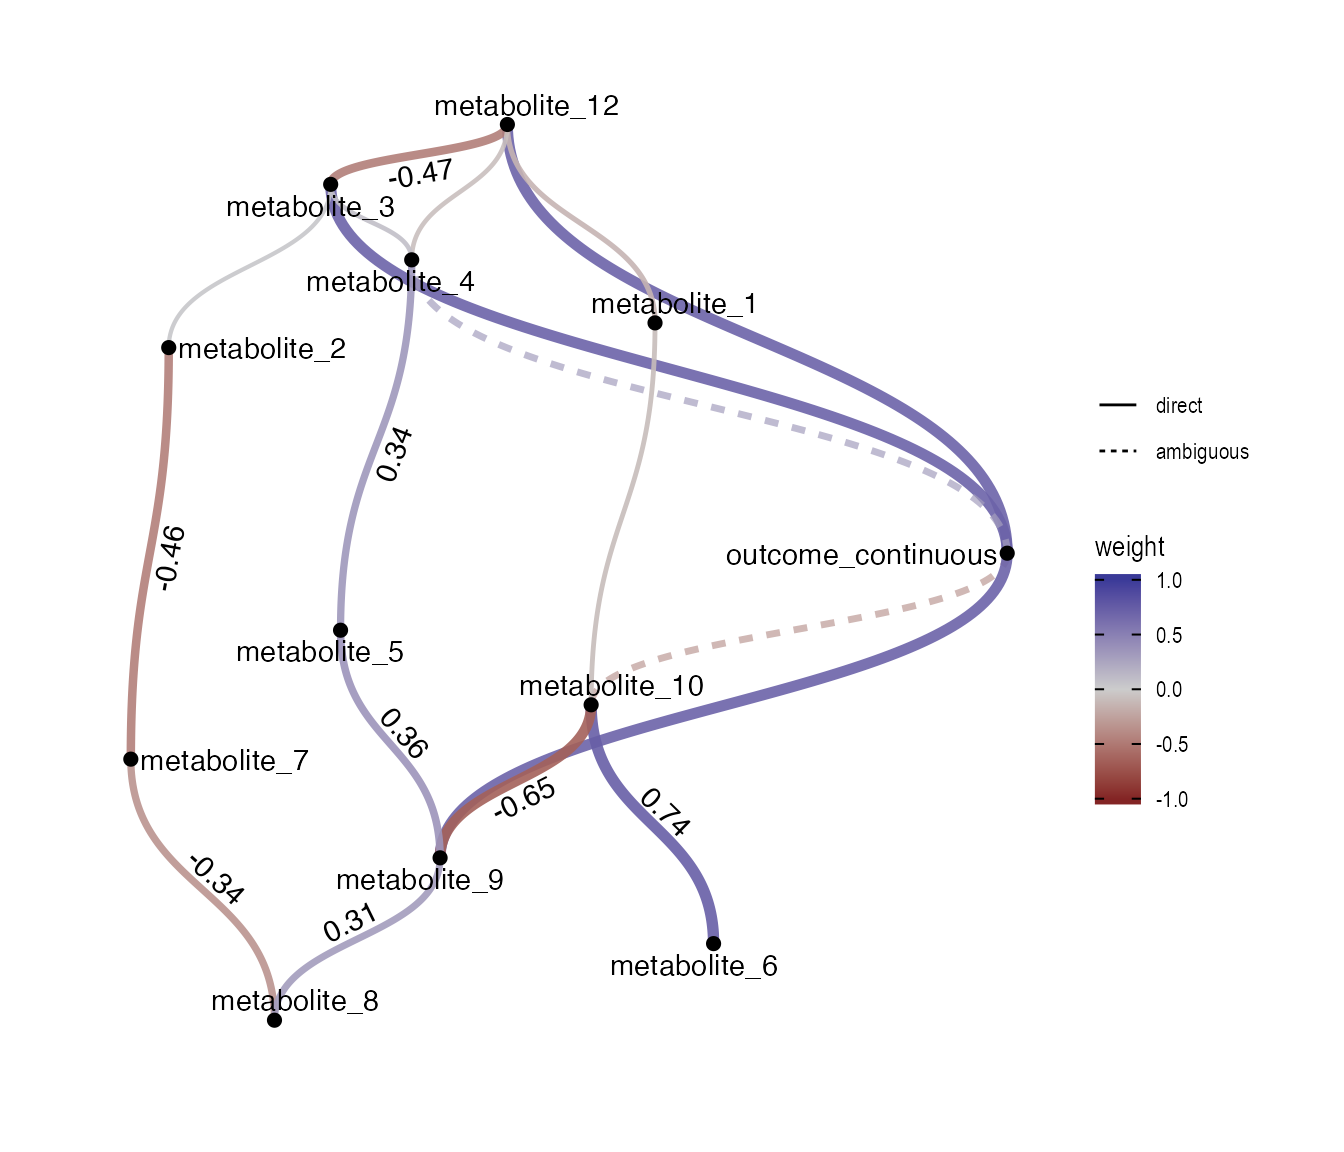 metabolite_12
-0.47
metabolite_3
metabolite_4
metabolite_1
metabolite_2
direct
0.34
ambiguous
-0.46
weight
outcome_continuous
1.0
0.5
0.0
-0.5
-1.0
metabolite_5
metabolite_10
0.36
metabolite_7
-0.65
0.74
-0.34
metabolite_9
0.31
metabolite_6
metabolite_8